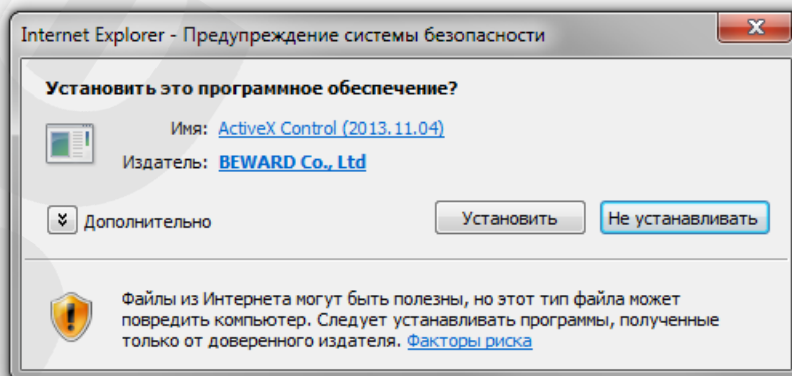 Internet Explorer - Предупреждение системы безопасности
Установить это программное обеспечение?
Имя: ActiveX Control (2013.11.04)
Издатель: BEWARD Co., Ltd
Дополнительно
Установить
Не устанавливать
Файлы из Интернета могут быть полезны, но этот тип файла может
повредить компьютер. Следует устанавливать программы, полученные
только от доверенного издателя. Факторы риска